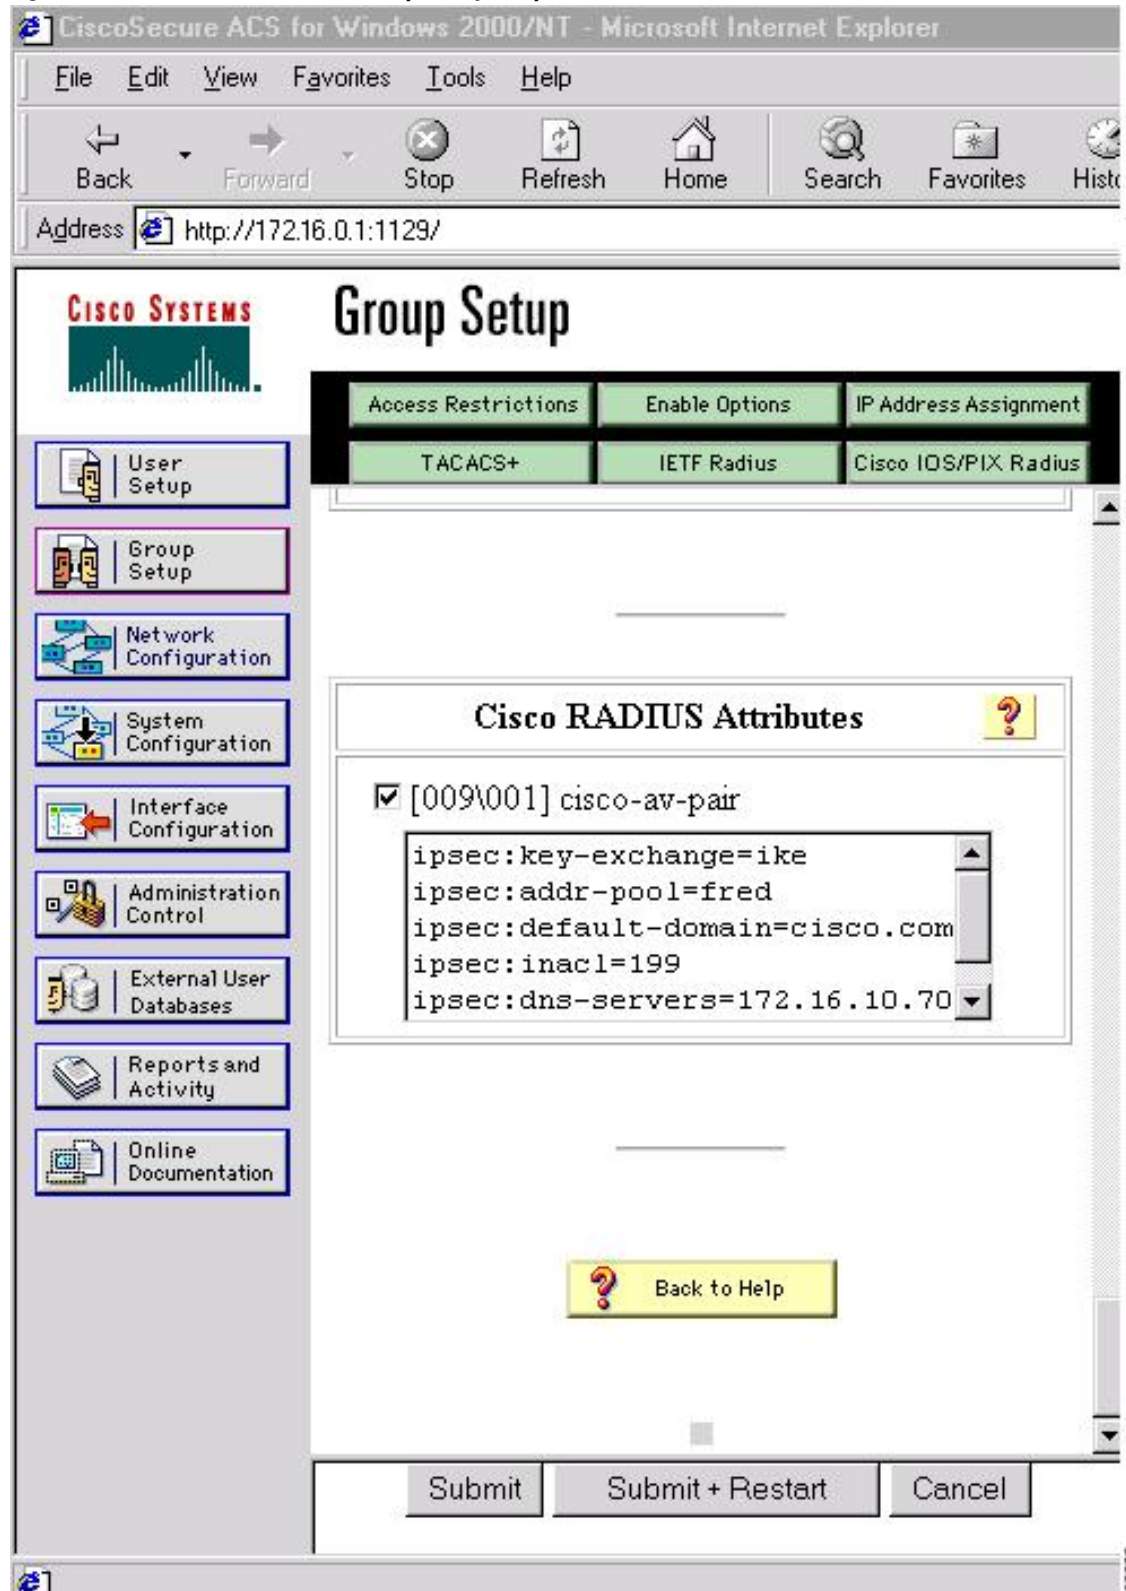 CiscoSecure ACS for Windows 2000/NT - Microsoft Internet Explorer
File Edit View Favorites Tools Help
Back Forward Stop Refresh Home Search Favorites
Address http://172.16.0.1:1129/
CISCO SYSTEMS
Group Setup
Access Restrictions Enable Options IP Address Assignment
TACACS+ IETF Radius Cisco IOS/PIX Radius
User
Setup
Group
Setup
Network
Configuration
System
Configuration
Interface
Configuration
Administration
Control
External User
Databases
Reports and
Activity
Online
Documentation
Cisco RADIUS Attributes
[009\001] cisco-av-pair
ipsec:key-exchange=ike
ipsec:addr-pool=fred
ipsec:default-domain=cisco.com
ipsec:inacl=199
ipsec:dns-servers=172.16.10.70
Back to Help
Submit Submit + Restart Cancel